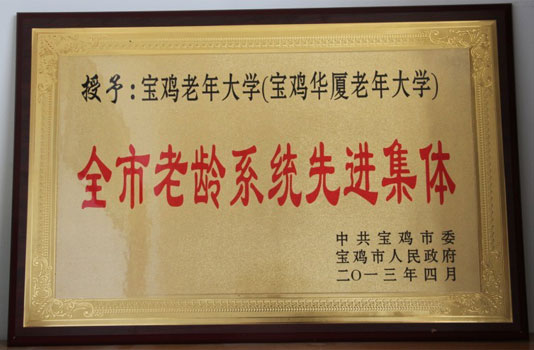 授予:宝鸡老年大学(宝鸡华厦老年大学)
全市老龄系统先进集体
中共宝鸡市委
宝鸡市人民政府
二〇一三年四月